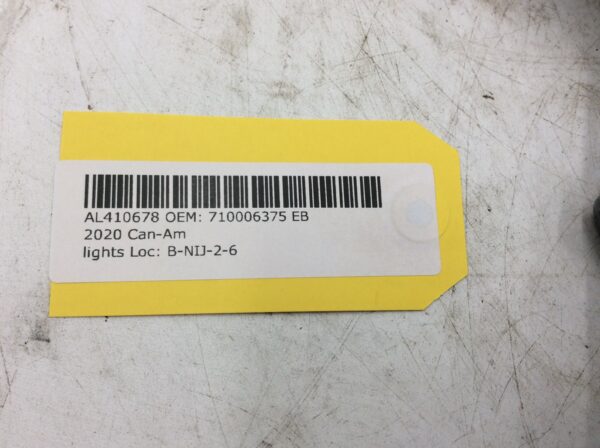 AL410678 OEM: 710006375 EB
2020 Can-Am
lights Loc: B-NIJ-2-6